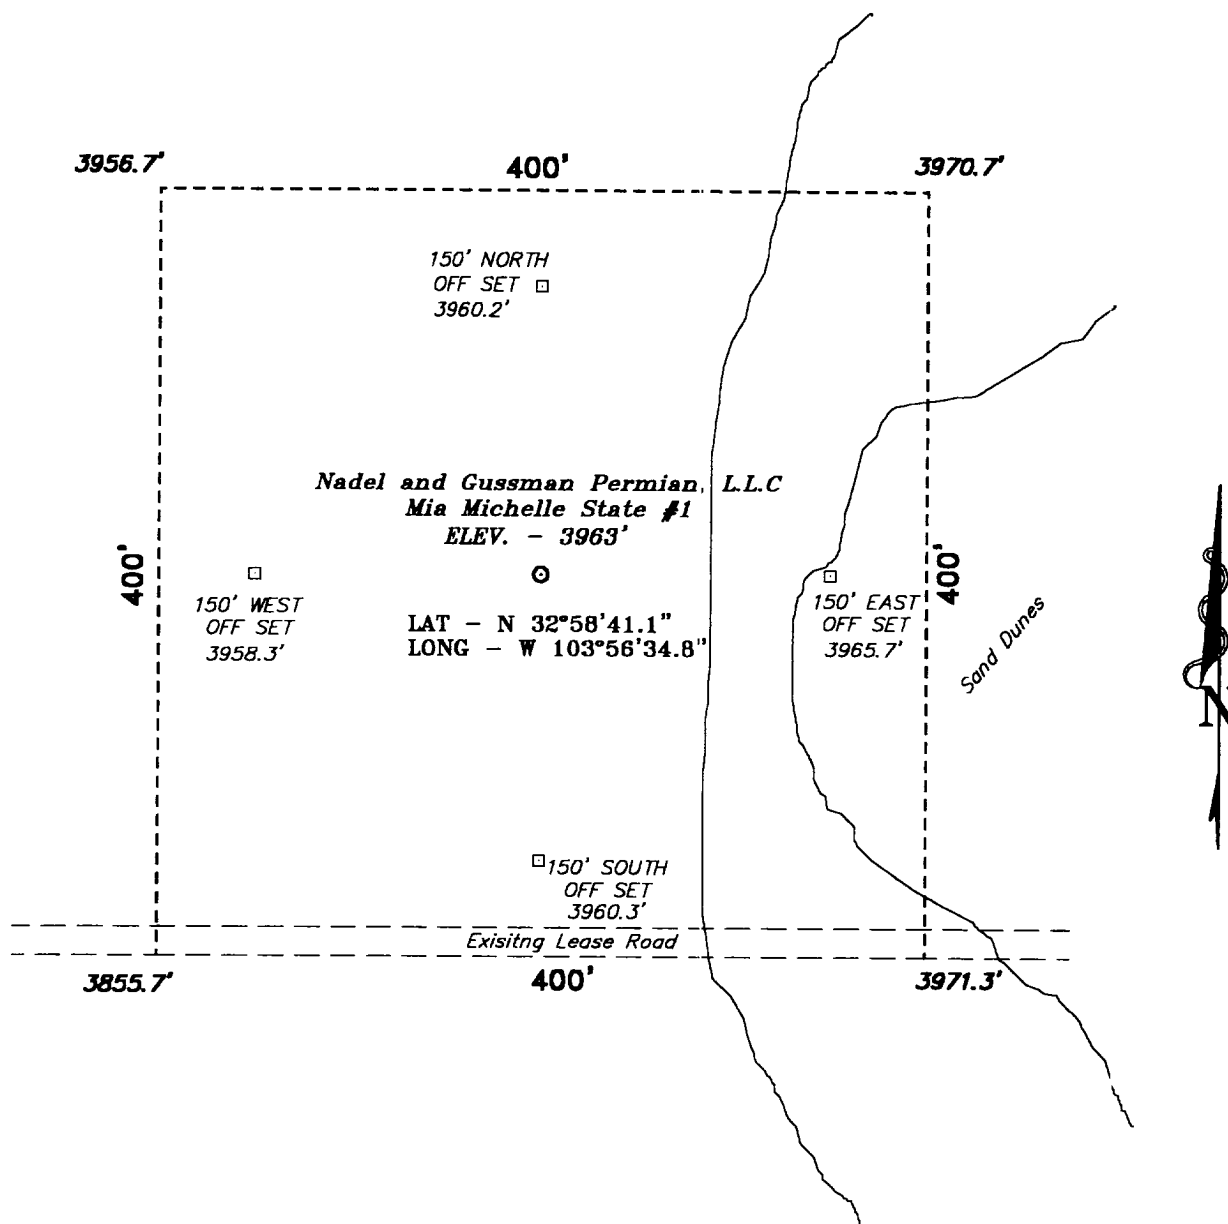 3956.7'
400'
3970.7'
150' NORTH
OFF SET
3960.2'
Nadel and Gussman Permian, L.L.C
Mia Michelle State #1
ELEV. - 3963'
400'
400'
150' WEST
OFF SET
3958.3'
LAT - N 32°58'41.1"
LONG - W 103°56'34.8"
150' EAST
OFF SET
3965.7'
Sand Dunes
N
150' SOUTH
OFF SET
3960.3'
Exisitng Lease Road
3855.7'
400'
3971.3'